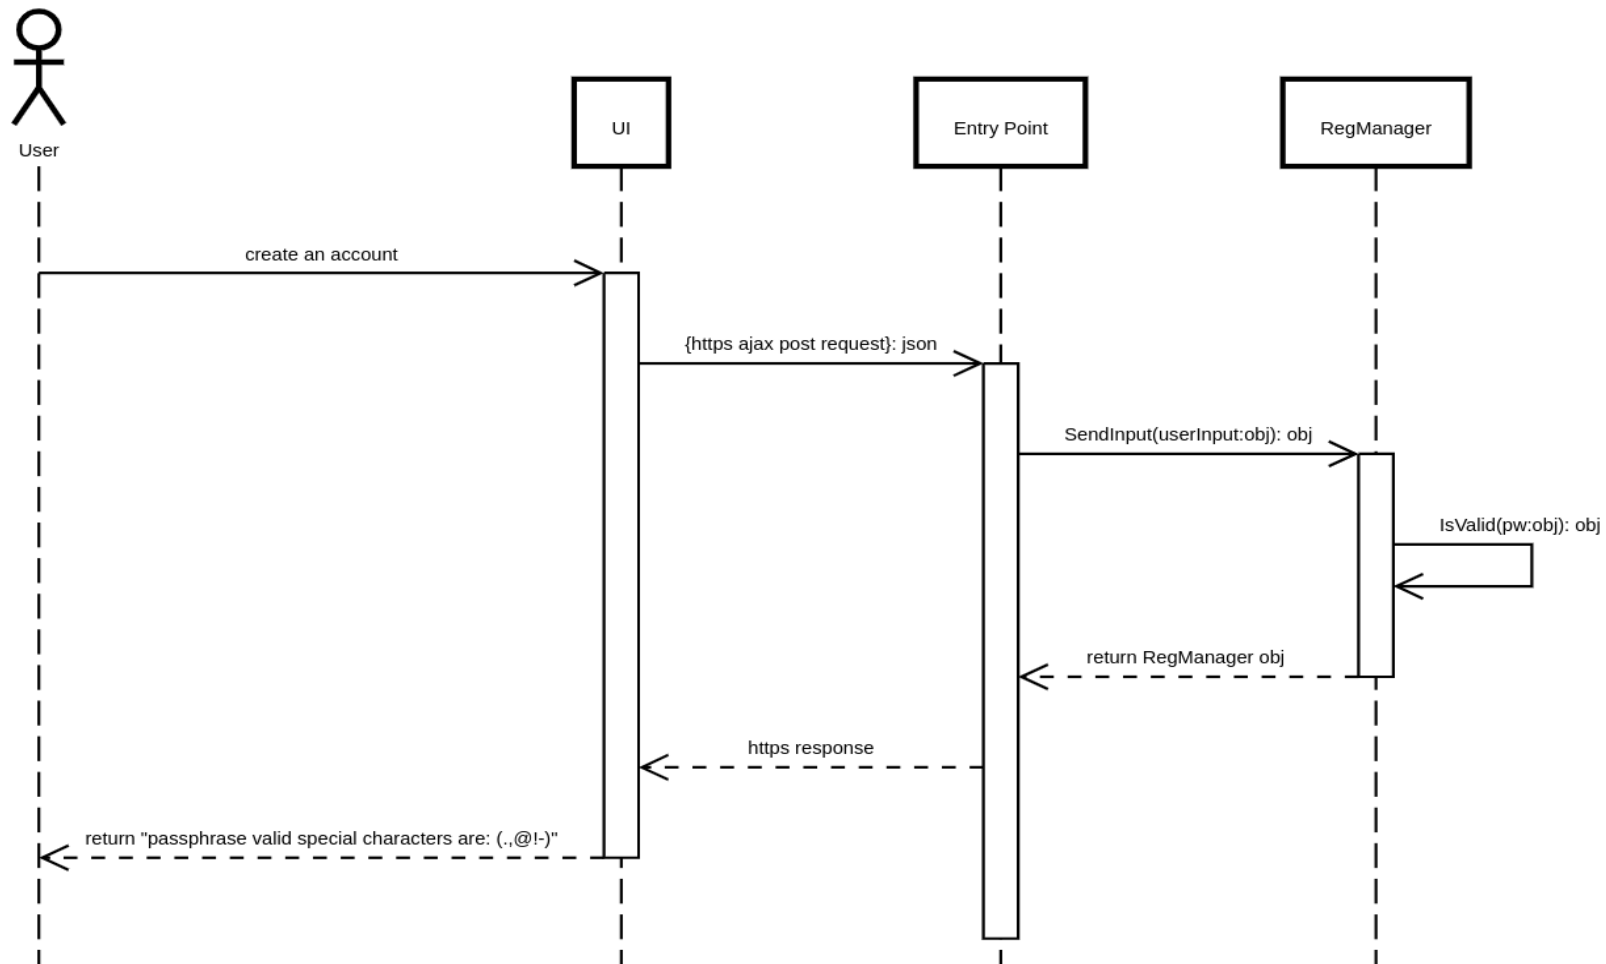 User
UI
Entry Point
RegManager
create an account
{https ajax post request}: json
SendInput(userInput:obj): obj
IsValid(pw:obj): obj
return RegManager obj
https response
return "passphrase valid special characters are: (.,@!-)"